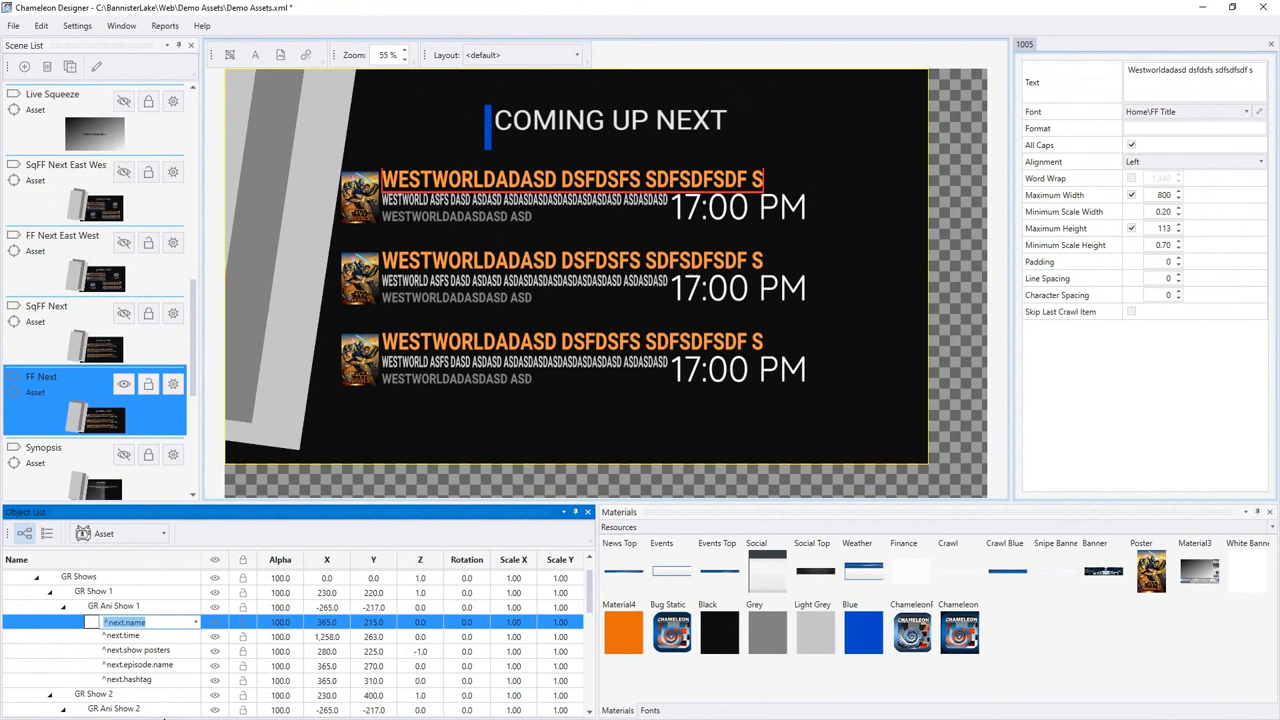 Chameleon Designer - C:\BannisterLake\Web\Demo Assets\Demo Assets.xml *
File Edit Settings Window Reports Help
Scene List
Live Squeeze
Asset
SqFF Next East Wes
Asset
FF Next East West
Asset
SqFF Next
Asset
FF Next
Asset
Synopsis
Asset
Zoom: 55 % Layout: <default>
COMING UP NEXT
WESTWORLDADASD DSFDSFS SDFSDFSDF S
WESTWORLD ASFS DASD ASDASD ASDASDASDASDASDASDASDASDASD
17:00 PM
WESTWORLDADASDASD ASD
WESTWORLDADASD DSFDSFS SDFSDFSDF S
WESTWORLD ASFS DASD ASDASD ASDASDASDASDASDASDASDASDASD
17:00 PM
WESTWORLDADASDASD ASD
WESTWORLDADASD DSFDSFS SDFSDFSDF S
WESTWORLD ASFS DASD ASDASD ASDASDASDASDASDASDASDASDASD
17:00 PM
WESTWORLDADASDASD ASD
1005
Text Westworldadasd dsfdsfs sdfsdfsdf s
Font Home\FF Title
Format
All Caps
Alignment Left
Word Wrap 1,340
Maximum Width 800
Minimum Scale Width 0.20
Maximum Height 113
Minimum Scale Height 0.70
Padding 0
Line Spacing 0
Character Spacing 0
Skip Last Crawl Item
Object List
Asset
Name Alpha X Y Z Rotation Scale X Scale Y
GR Shows 100.0 0.0 0.0 1.0 0.0 1.00 1.00
GR Show 1 100.0 230.0 220.0 1.0 0.0 1.00 1.00
GR Ani Show 1 100.0 -265.0 -217.0 0.0 0.0 1.00 1.00
^next.name 100.0 365.0 215.0 0.0 0.0 1.00 1.00
^next.time 100.0 1,258.0 263.0 0.0 0.0 1.00 1.00
^next.show posters 100.0 280.0 225.0 -1.0 0.0 1.00 1.00
^next.episode.name 100.0 365.0 270.0 0.0 0.0 1.00 1.00
^next.hashtag 100.0 365.0 310.0 0.0 0.0 1.00 1.00
GR Show 2 100.0 230.0 400.0 1.0 0.0 1.00 1.00
GR Ani Show 2 100.0 -265.0 -217.0 0.0 0.0 1.00 1.00
Materials
Resources
News Top Events Events Top Social Social Top Weather Finance Crawl Crawl Blue Snipe Banne Banner Poster Material3 White Bann
Material4 Bug Static Black Grey Light Grey Blue ChameleonF Chameleon
Materials Fonts